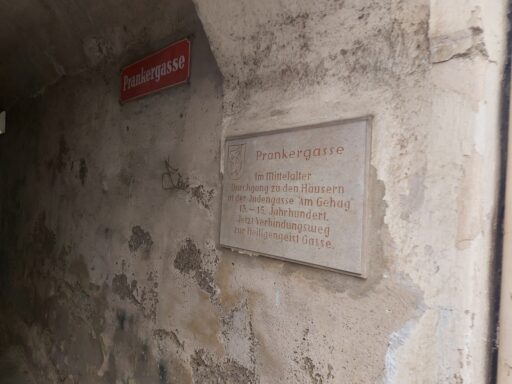 Prankergasse
Prankergasse
Im Mittelalter
Durchgang zu den Häusern
in der Judengasse "Am Gehag"
13.-15. Jahrhundert.
Jetzt Verbindungsweg
zur Heiligengeist Gasse.